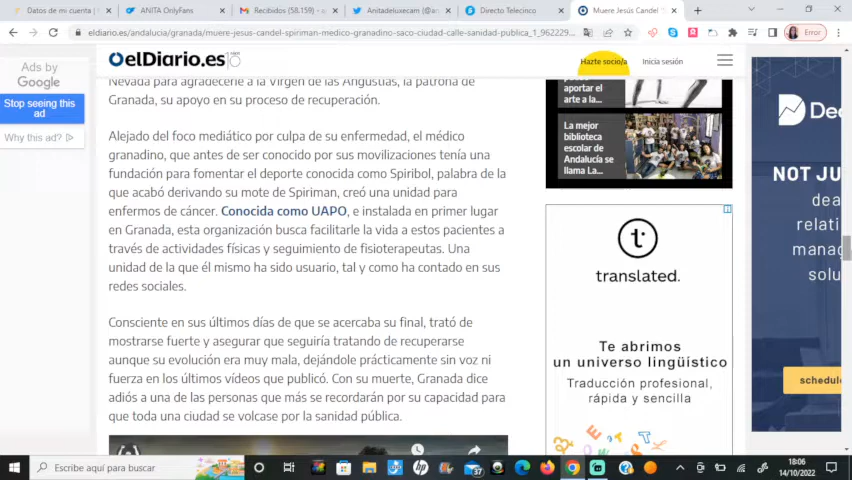 Datos de mi cuenta
ANITA OnlyFans
Recibidos (58.159) -
Anitadeluxecam (@an
Directo Telecinco
Muere Jesús Candel "S
eldiario.es/andalucia/granada/muere-jesus-candel-spiriman-medico-granadino-saco-ciudad-calle-sanidad-publica_1_962299...
Error
elDiario.es
Hazte socio/a
Inicia sesión
Ads by
Google
Stop seeing this
ad
Why this ad?
Nevada para agradecerle a la Virgen de las Angustias, la patrona de
Granada, su apoyo en su proceso de recuperación.
Alejado del foco mediático por culpa de su enfermedad, el médico
granadino, que antes de ser conocido por sus movilizaciones tenía una
fundación para fomentar el deporte conocida como Spiribol, palabra de la
que acabó derivando su mote de Spiriman, creó una unidad para
enfermos de cáncer. Conocida como UAPO, e instalada en primer lugar
en Granada, esta organización busca facilitarle la vida a estos pacientes a
través de actividades físicas y seguimiento de fisioterapeutas. Una
unidad de la que él mismo ha sido usuario, tal y como ha contado en sus
redes sociales.
Consciente en sus últimos días de que se acercaba su final, trató de
mostrarse fuerte y asegurar que seguiría tratando de recuperarse
aunque su evolución era muy mala, dejándole prácticamente sin voz ni
fuerza en los últimos vídeos que publicó. Con su muerte, Granada dice
adiós a una de las personas que más se recordarán por su capacidad para
que toda una ciudad se volcase por la sanidad pública.
aportar el
arte a la...
La mejor
biblioteca
escolar de
Andalucía se
llama La...
translated.
Te abrimos
un universo lingüístico
Traducción profesional,
rápida y sencilla
Dec
NOT JU
dea
relati
manag
solu
schedul
Escribe aquí para buscar
37
18:06
14/10/2022